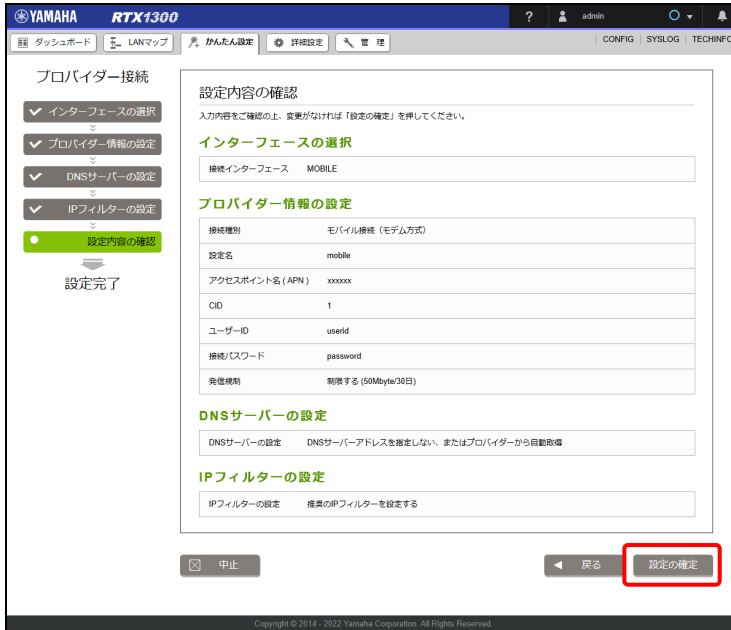 YAMAHA RTX1300 ? admin
ダッシュボード LANマップ かんたん設定 詳細設定 管 理 CONFIG SYSLOG TECHINFO
プロバイダー接続
インターフェースの選択
プロバイダー情報の設定
DNSサーバーの設定
IPフィルターの設定
設定内容の確認
設定完了
設定内容の確認
入力内容をご確認の上、変更がなければ「設定の確定」を押してください。
インターフェースの選択
接続インターフェース MOBILE
プロバイダー情報の設定
接続種別 モバイル接続（モデム方式）
設定名 mobile
アクセスポイント名 ( APN ) xxxxxx
CID 1
ユーザーID userid
接続パスワード password
発信規制 制限する (50Mbyte/30日)
DNSサーバーの設定
DNSサーバーの設定 DNSサーバーアドレスを指定しない、またはプロバイダーから自動取得
IPフィルターの設定
IPフィルターの設定 推奨のIPフィルターを設定する
中止 戻る 設定の確定
Copyright © 2014 - 2022 Yamaha Corporation. All Rights Reserved.